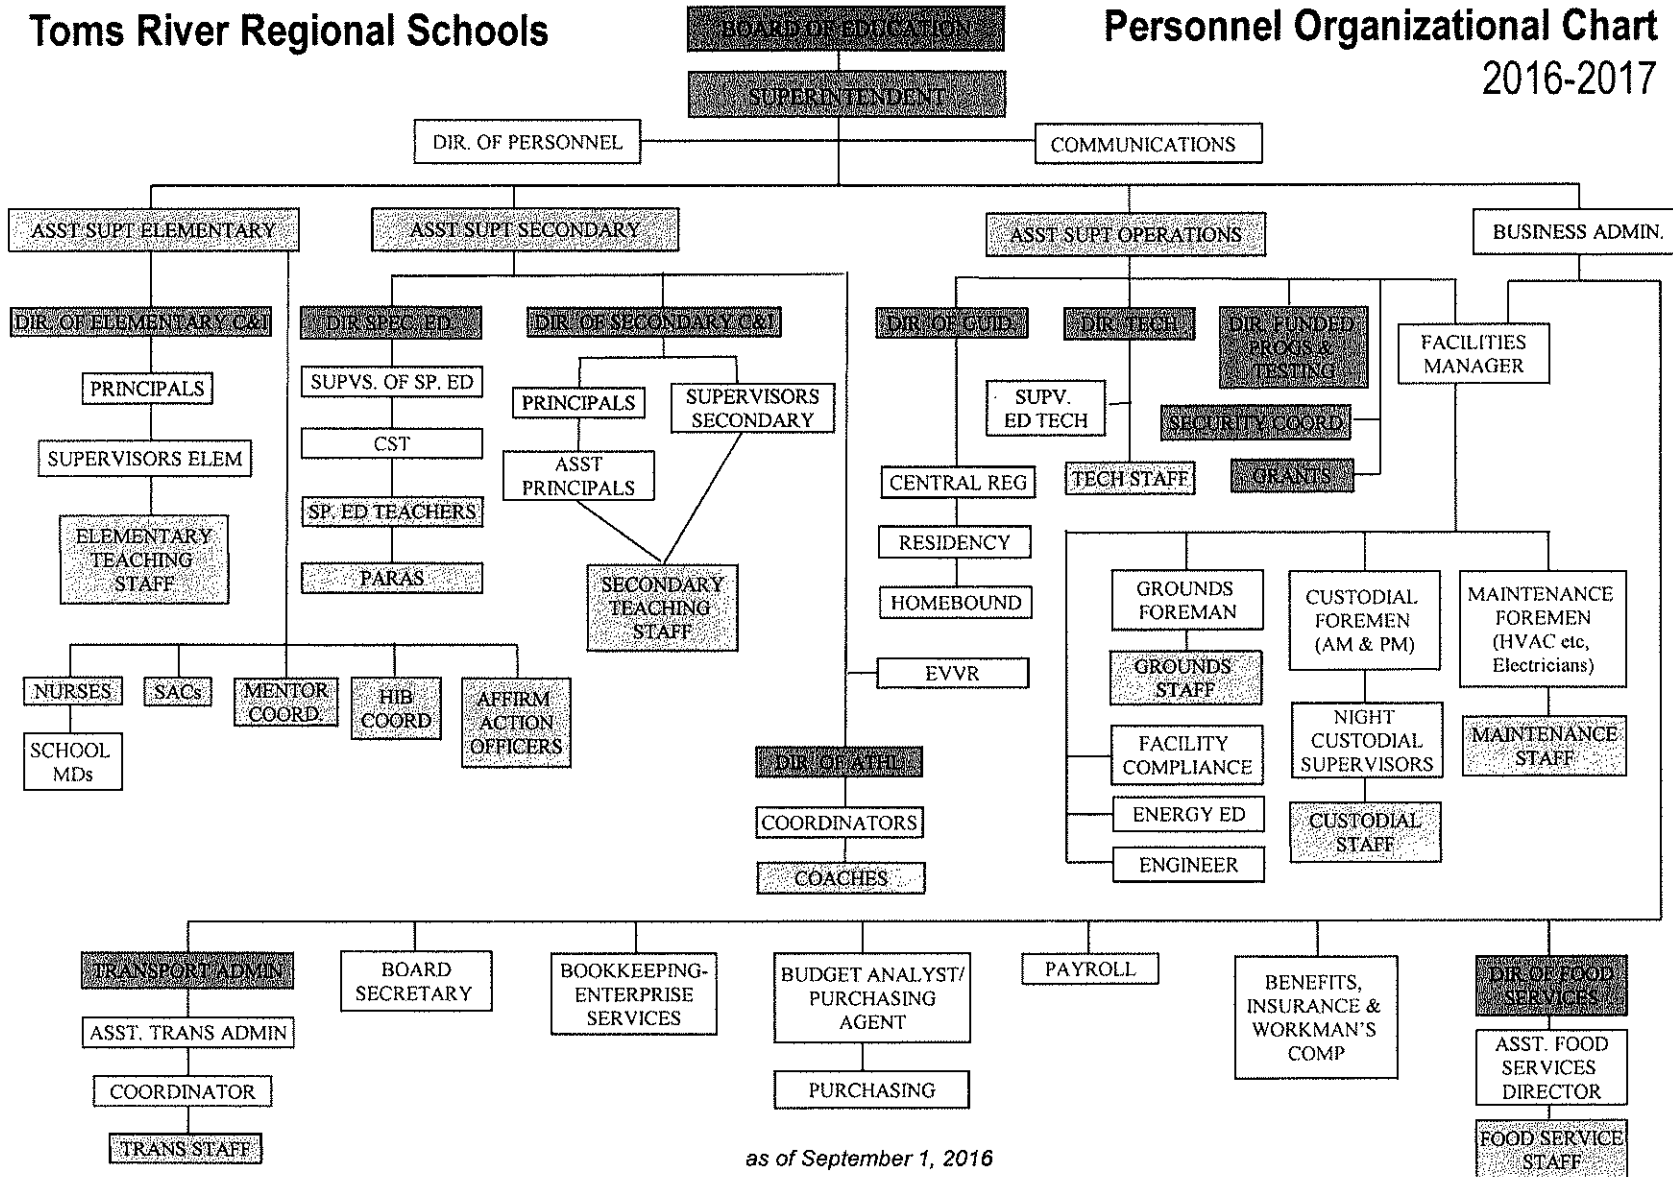 Toms River Regional Schools
BOARD OF EDUCATION
Personnel Organizational Chart
2016-2017
SUPERINTENDENT
DIR. OF PERSONNEL
COMMUNICATIONS
ASST SUPT ELEMENTARY
ASST SUPT SECONDARY
ASST SUPT OPERATIONS
BUSINESS ADMIN.
DIR. OF ELEMENTARY C&I
DIR SPEC. ED
DIR. OF SECONDARY C&I
DIR. OF GUID.
DIR. TECH
DIR. FUNDED
PROGS &
TESTING
FACILITIES
MANAGER
PRINCIPALS
SUPERVISORS ELEM
ELEMENTARY
TEACHING
STAFF
SUPVS. OF SP. ED
CST
SP. ED TEACHERS
PARAS
PRINCIPALS
SUPERVISORS
SECONDARY
ASST
PRINCIPALS
SECONDARY
TEACHING
STAFF
SUPV.
ED TECH
SECURITY COORD
CENTRAL REG
TECH STAFF
GRANTS
RESIDENCY
HOMEBOUND
EVVR
NURSES
SACs
MENTOR
COORD.
HIB
COORD
AFFIRM
ACTION
OFFICERS
SCHOOL
MDs
DIR. OF ATHL
COORDINATORS
COACHES
GROUNDS
FOREMAN
GROUNDS
STAFF
FACILITY
COMPLIANCE
ENERGY ED
ENGINEER
CUSTODIAL
FOREMEN
(AM & PM)
NIGHT
CUSTODIAL
SUPERVISORS
CUSTODIAL
STAFF
MAINTENANCE
FOREMEN
(HVAC etc,
Electricians)
MAINTENANCE
STAFF
TRANSPORT ADMIN
ASST. TRANS ADMIN
COORDINATOR
TRANS STAFF
BOARD
SECRETARY
BOOKKEEPING-
ENTERPRISE
SERVICES
BUDGET ANALYST/
PURCHASING
AGENT
PURCHASING
PAYROLL
BENEFITS,
INSURANCE &
WORKMAN'S
COMP
DIR OF FOOD
SERVICES
ASST. FOOD
SERVICES
DIRECTOR
FOOD SERVICE
STAFF
as of September 1, 2016